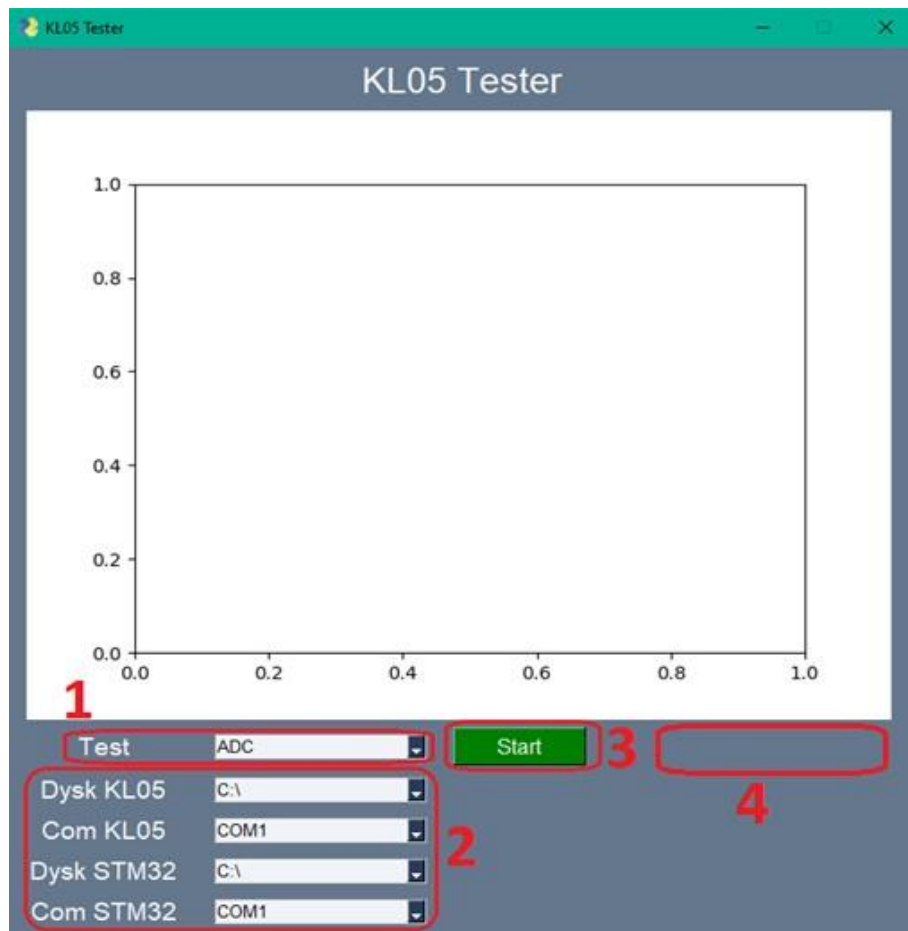 KL05 Tester
KL05 Tester
1.0
0.8
0.6
0.4
0.2
0.0
0.0 0.2 0.4 0.6 0.8 1.0
1
Test ADC Start 3
4
Dysk KL05 C:\
Com KL05 COM1
2
Dysk STM32 C:\
Com STM32 COM1